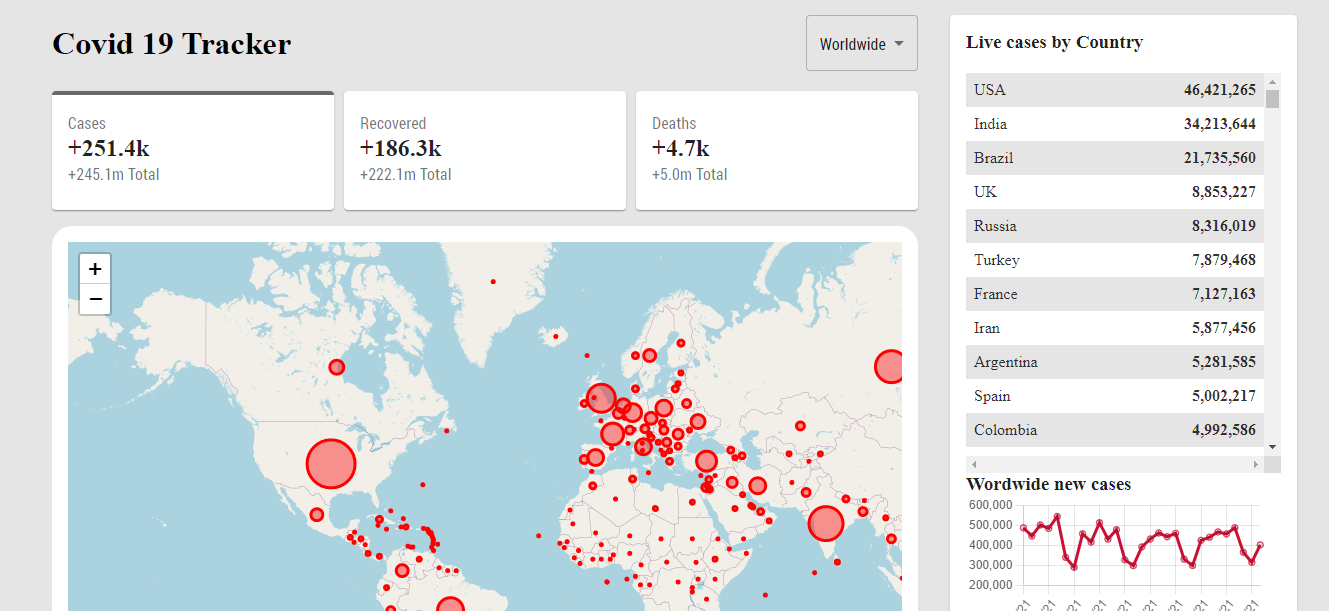 Covid 19 Tracker
Worldwide
Cases
+251.4k
+245.1m Total
Recovered
+186.3k
+222.1m Total
Deaths
+4.7k
+5.0m Total
+
−
Live cases by Country
USA 46,421,265
India 34,213,644
Brazil 21,735,560
UK 8,853,227
Russia 8,316,019
Turkey 7,879,468
France 7,127,163
Iran 5,877,456
Argentina 5,281,585
Spain 5,002,217
Colombia 4,992,586
Wordwide new cases
600,000
500,000
400,000
300,000
200,000